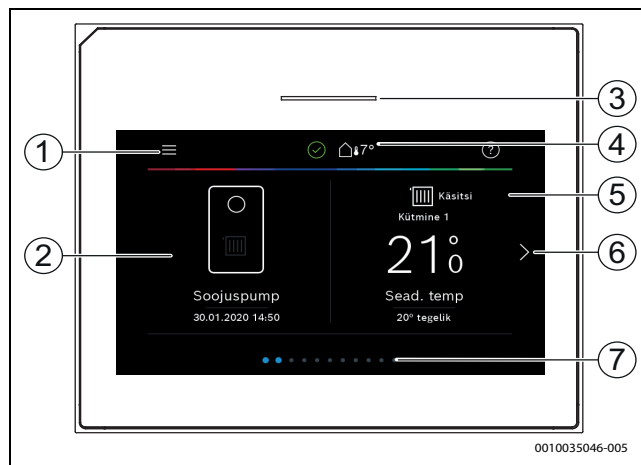 7°
?
Käsitsi
Kütmine 1
21°0
Soojuspump
Sead. temp
30.01.2020 14:50
20° tegelik
1
2
3
4
5
6
7
0010035046-005